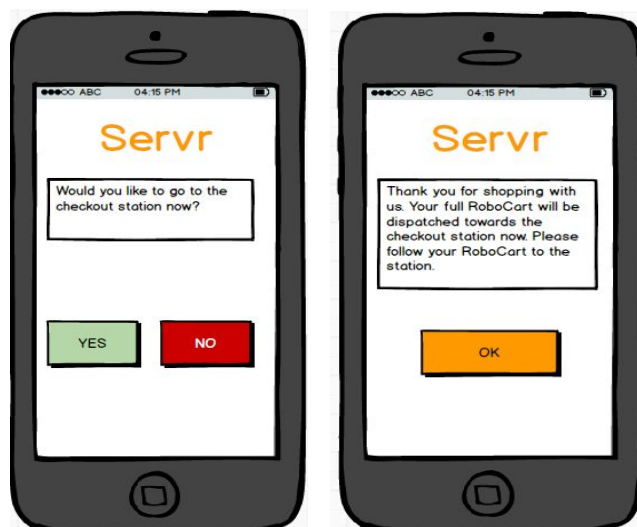 ABC 04:15 PM
Servr
Would you like to go to the
checkout station now?
YES NO
ABC 04:15 PM
Servr
Thank you for shopping with
us. Your full RoboCart will be
dispatched towards the
checkout station now. Please
follow your RoboCart to the
station.
OK